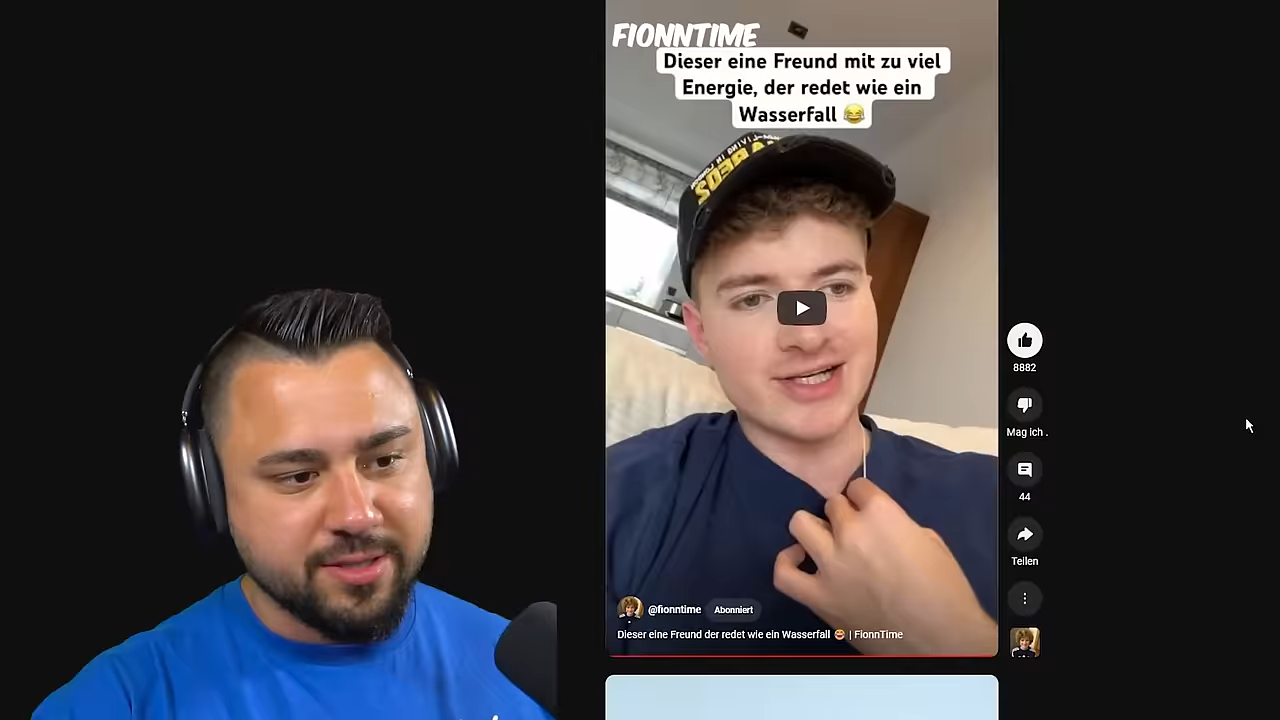 FIONNTIME
Dieser eine Freund mit zu viel
Energie, der redet wie ein
Wasserfall 😂
8882
Mag ich .
44
Teilen
@fionntime Abonniert
Dieser eine Freund der redet wie ein Wasserfall 😂 | FionnTime